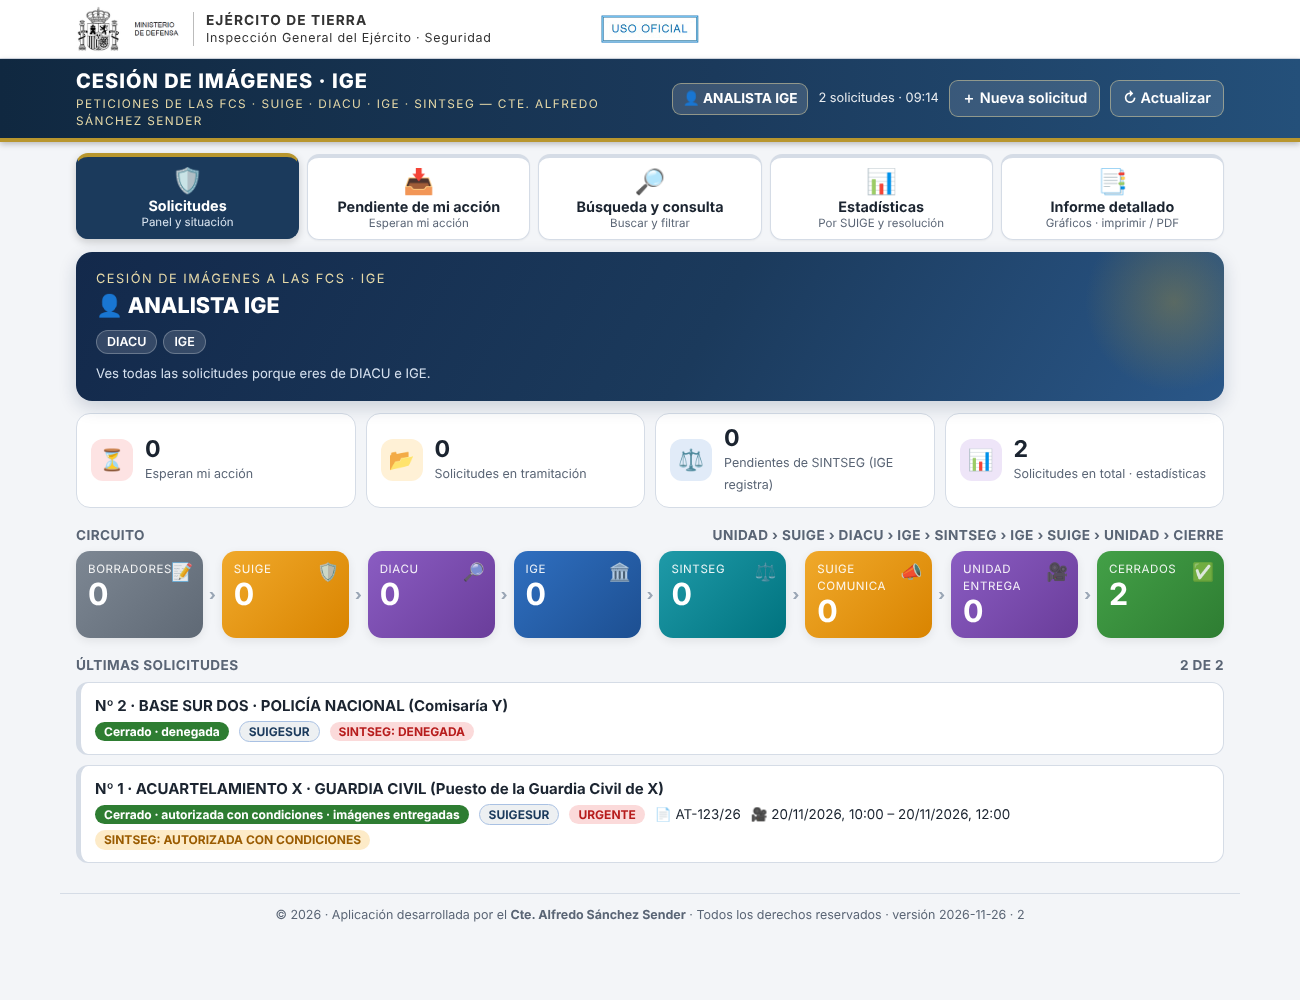 MINISTERIO
DE DEFENSA
EJÉRCITO DE TIERRA
Inspección General del Ejército · Seguridad
USO OFICIAL
CESIÓN DE IMÁGENES · IGE
PETICIONES DE LAS FCS · SUIGE · DIACU · IGE · SINTSEG — CTE. ALFREDO
SÁNCHEZ SENDER
👤 ANALISTA IGE
2 solicitudes · 09:14
+ Nueva solicitud
↻ Actualizar
Solicitudes
Panel y situación
Pendiente de mi acción
Esperan mi acción
Búsqueda y consulta
Buscar y filtrar
Estadísticas
Por SUIGE y resolución
Informe detallado
Gráficos · imprimir / PDF
CESIÓN DE IMÁGENES A LAS FCS · IGE
👤 ANALISTA IGE
DIACU
IGE
Ves todas las solicitudes porque eres de DIACU e IGE.
0
Esperan mi acción
0
Solicitudes en tramitación
0
Pendientes de SINTSEG (IGE
registra)
2
Solicitudes en total · estadísticas
CIRCUITO
UNIDAD › SUIGE › DIACU › IGE › SINTSEG › IGE › SUIGE › UNIDAD › CIERRE
BORRADORES
0
›
SUIGE
0
›
DIACU
0
›
IGE
0
›
SINTSEG
0
›
SUIGE
COMUNICA
0
›
UNIDAD
ENTREGA
0
›
CERRADOS
2
ÚLTIMAS SOLICITUDES
2 DE 2
Nº 2 · BASE SUR DOS · POLICÍA NACIONAL (Comisaría Y)
Cerrado · denegada
SUIGESUR
SINTSEG: DENEGADA
Nº 1 · ACUARTELAMIENTO X · GUARDIA CIVIL (Puesto de la Guardia Civil de X)
Cerrado · autorizada con condiciones · imágenes entregadas
SUIGESUR
URGENTE
📄 AT-123/26
🎥 20/11/2026, 10:00 – 20/11/2026, 12:00
SINTSEG: AUTORIZADA CON CONDICIONES
© 2026 · Aplicación desarrollada por el Cte. Alfredo Sánchez Sender · Todos los derechos reservados · versión 2026-11-26 · 2